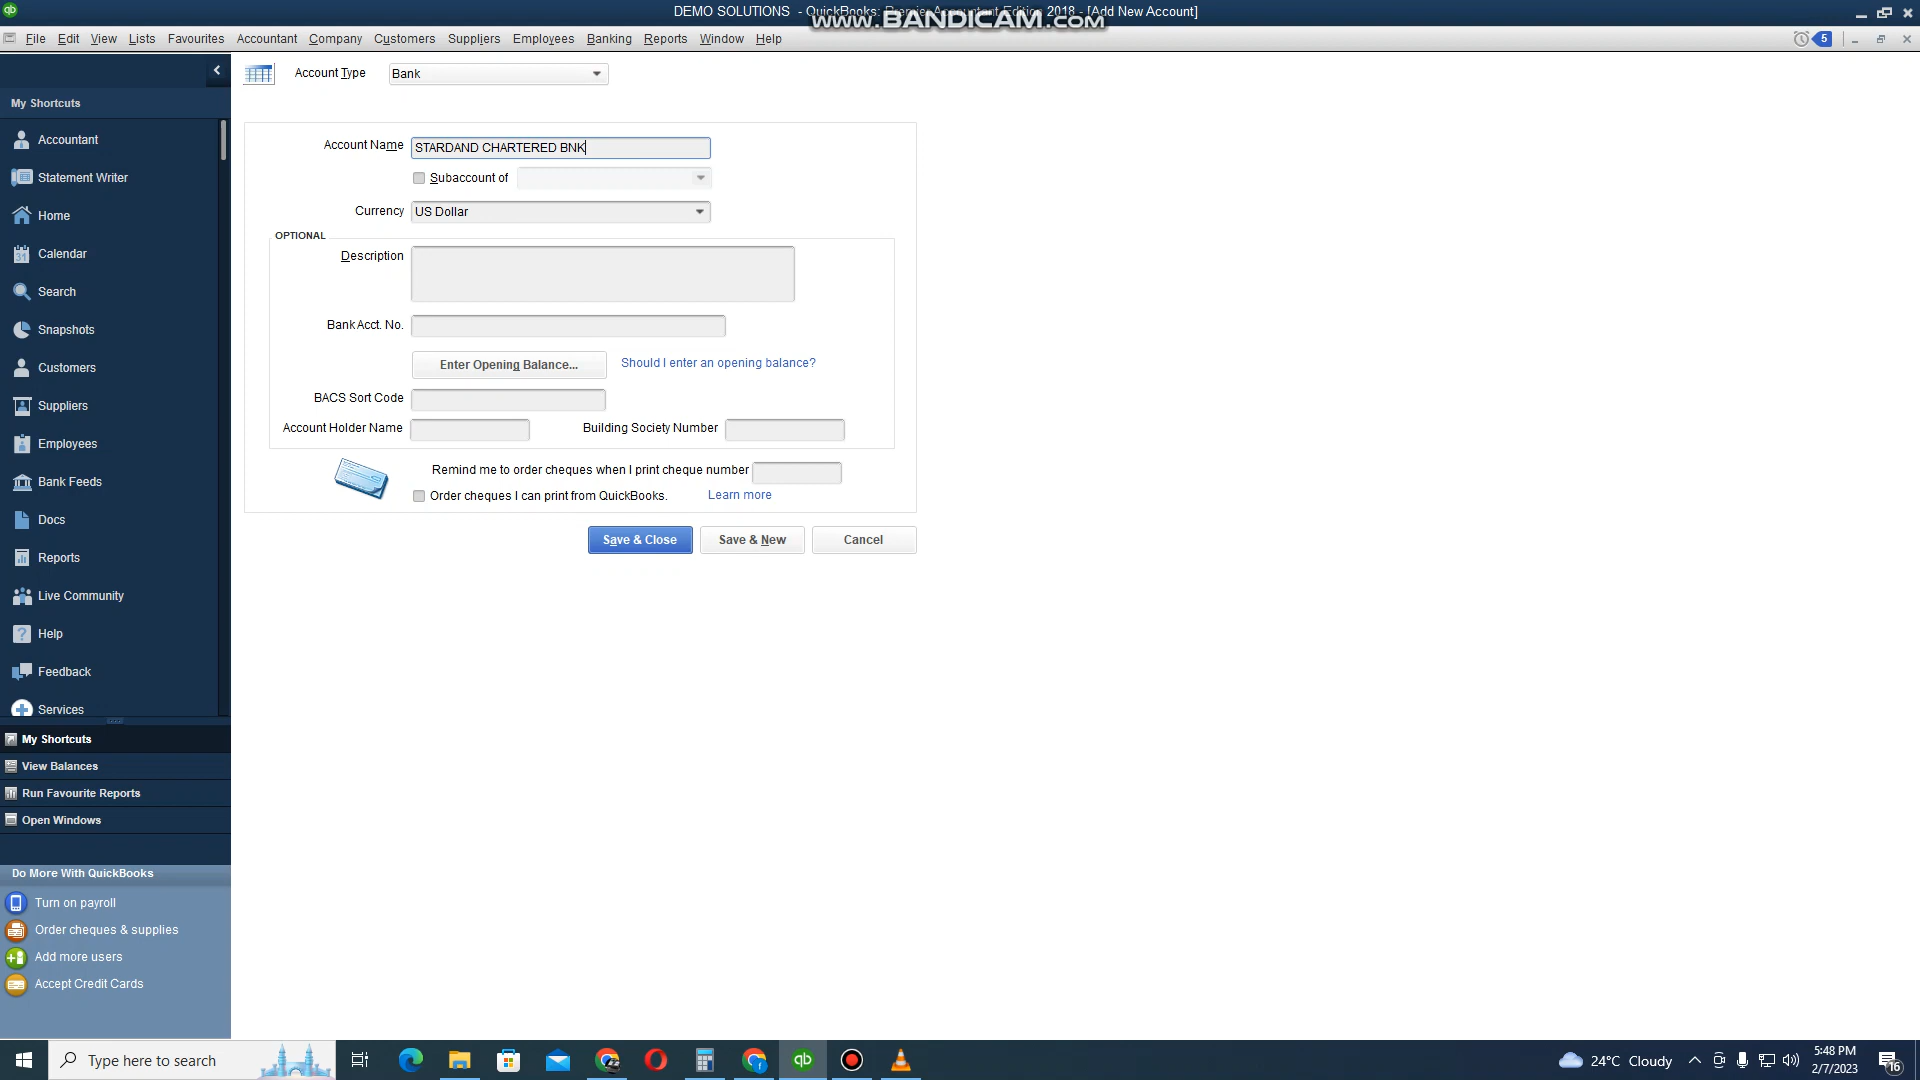 DEMO SOLUTIONS - QuickBooks: Premier Accountant Edition 2018 - [Add New Account]
www.BANDICAM.com
File Edit View Lists Favourites Accountant Company Customers Suppliers Employees Banking Reports Window Help
5
Account Type Bank
My Shortcuts
Accountant
Statement Writer
Home
31 Calendar
Search
Snapshots
Customers
Suppliers
Employees
Bank Feeds
Docs
Reports
Live Community
? Help
Feedback
Services
My Shortcuts
View Balances
Run Favourite Reports
Open Windows
Do More With QuickBooks
Turn on payroll
Order cheques & supplies
Add more users
Accept Credit Cards
Account Name STARDAND CHARTERED BNK
Subaccount of
Currency US Dollar
OPTIONAL
Description
Bank Acct. No.
Enter Opening Balance... Should I enter an opening balance?
BACS Sort Code
Account Holder Name Building Society Number
Remind me to order cheques when I print cheque number
Order cheques I can print from QuickBooks. Learn more
Save & Close Save & New Cancel
Type here to search
qb
24°C Cloudy
5:48 PM
2/7/2023
16